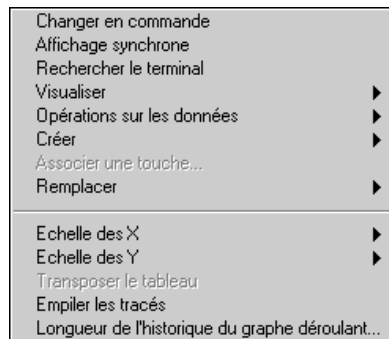 Changer en commande
Affichage synchrone
Rechercher le terminal
Visualiser
Opérations sur les données
Créer
Associer une touche...
Remplacer
Echelle des X
Echelle des Y
Transposer le tableau
Empiler les tracés
Longueur de l'historique du graphe déroulant...